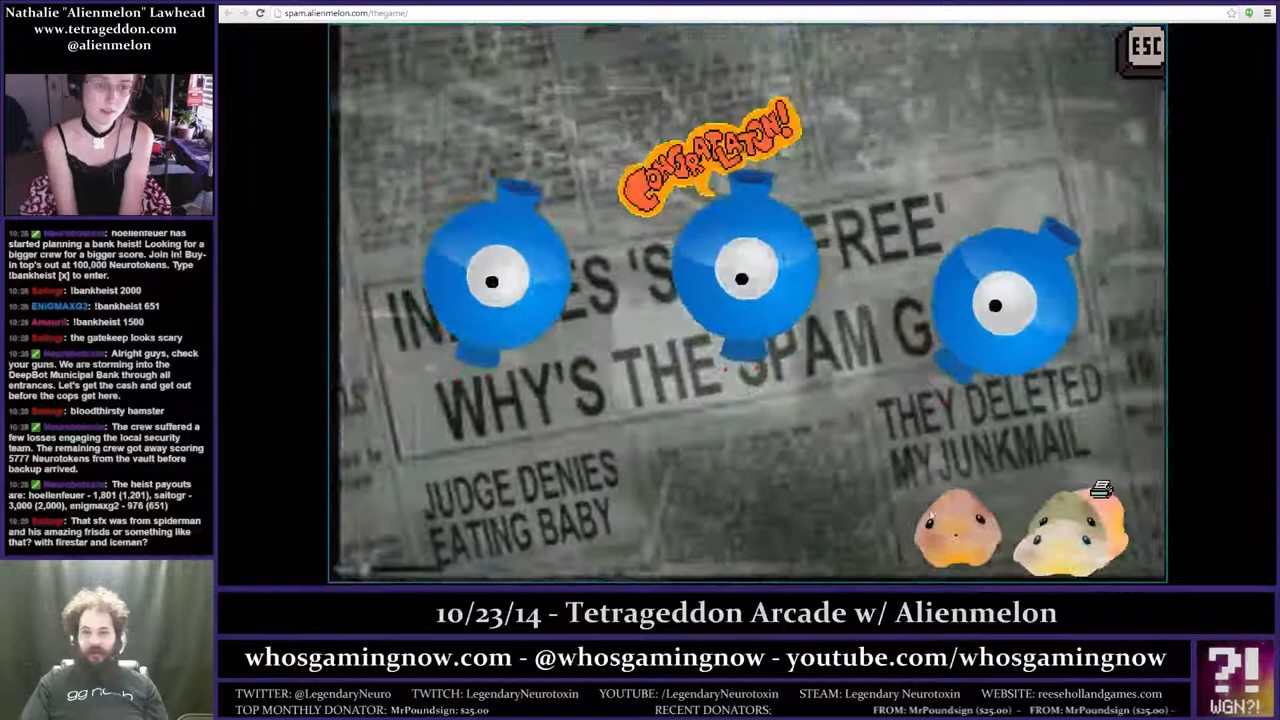 Nathalie "Alienmelon" Lawhead
www.tetrageddon.com
@alienmelon
spam.alienmelon.com/thegame/
ESC
CONGRATLATION!
FREE'
WHY'S THE SPAM
THEY DELETED
MY JUNKMAIL
JUDGE DENIES
EATING BABY
10:28 hoellenfeuer has
started planning a bank heist! Looking for
a bigger crew for a bigger score. Join in! Buy-
in top's out at 100,000 Neurotokens. Type
!bankheist [x] to enter.
10:28 Saitogr: !bankheist 2000
10:28 ENIGMAXG2: !bankheist 651
10:28 !bankheist 1500
10:28 Saitogr: the gatekeep looks scary
10:28 Alright guys, check
your guns. We are storming into the
DeepBot Municipal Bank through all
entrances. Let's get the cash and get out
before the cops get here.
10:28 Saitogr: bloodthirsty hamster
10:28 The crew suffered a
few losses engaging the local security
team. The remaining crew got away scoring
5777 Neurotokens from the vault before
backup arrived.
10:28 The heist payouts
are: hoellenfeuer - 1,801 (1,201), saitogr -
3,000 (2,000), enigmaxg2 - 976 (651)
10:29 Saitogr: That sfx was from spiderman
and his amazing frisds or something like
that? with firestar and iceman?
10/23/14 - Tetrageddon Arcade w/ Alienmelon
whosgamingnow.com - @whosgamingnow - youtube.com/whosgamingnow
TWITTER: @LegendaryNeuro TWITCH: LegendaryNeurotoxin YOUTUBE: /LegendaryNeurotoxin STEAM: Legendary Neurotoxin WEBSITE: reesehollandgames.com
TOP MONTHLY DONATOR: MrPoundsign: $25.00 RECENT DONATORS: FROM: MrPoundsign ($25.00) - FROM: MrPoundsign ($25.00) -
?!
WGN?!